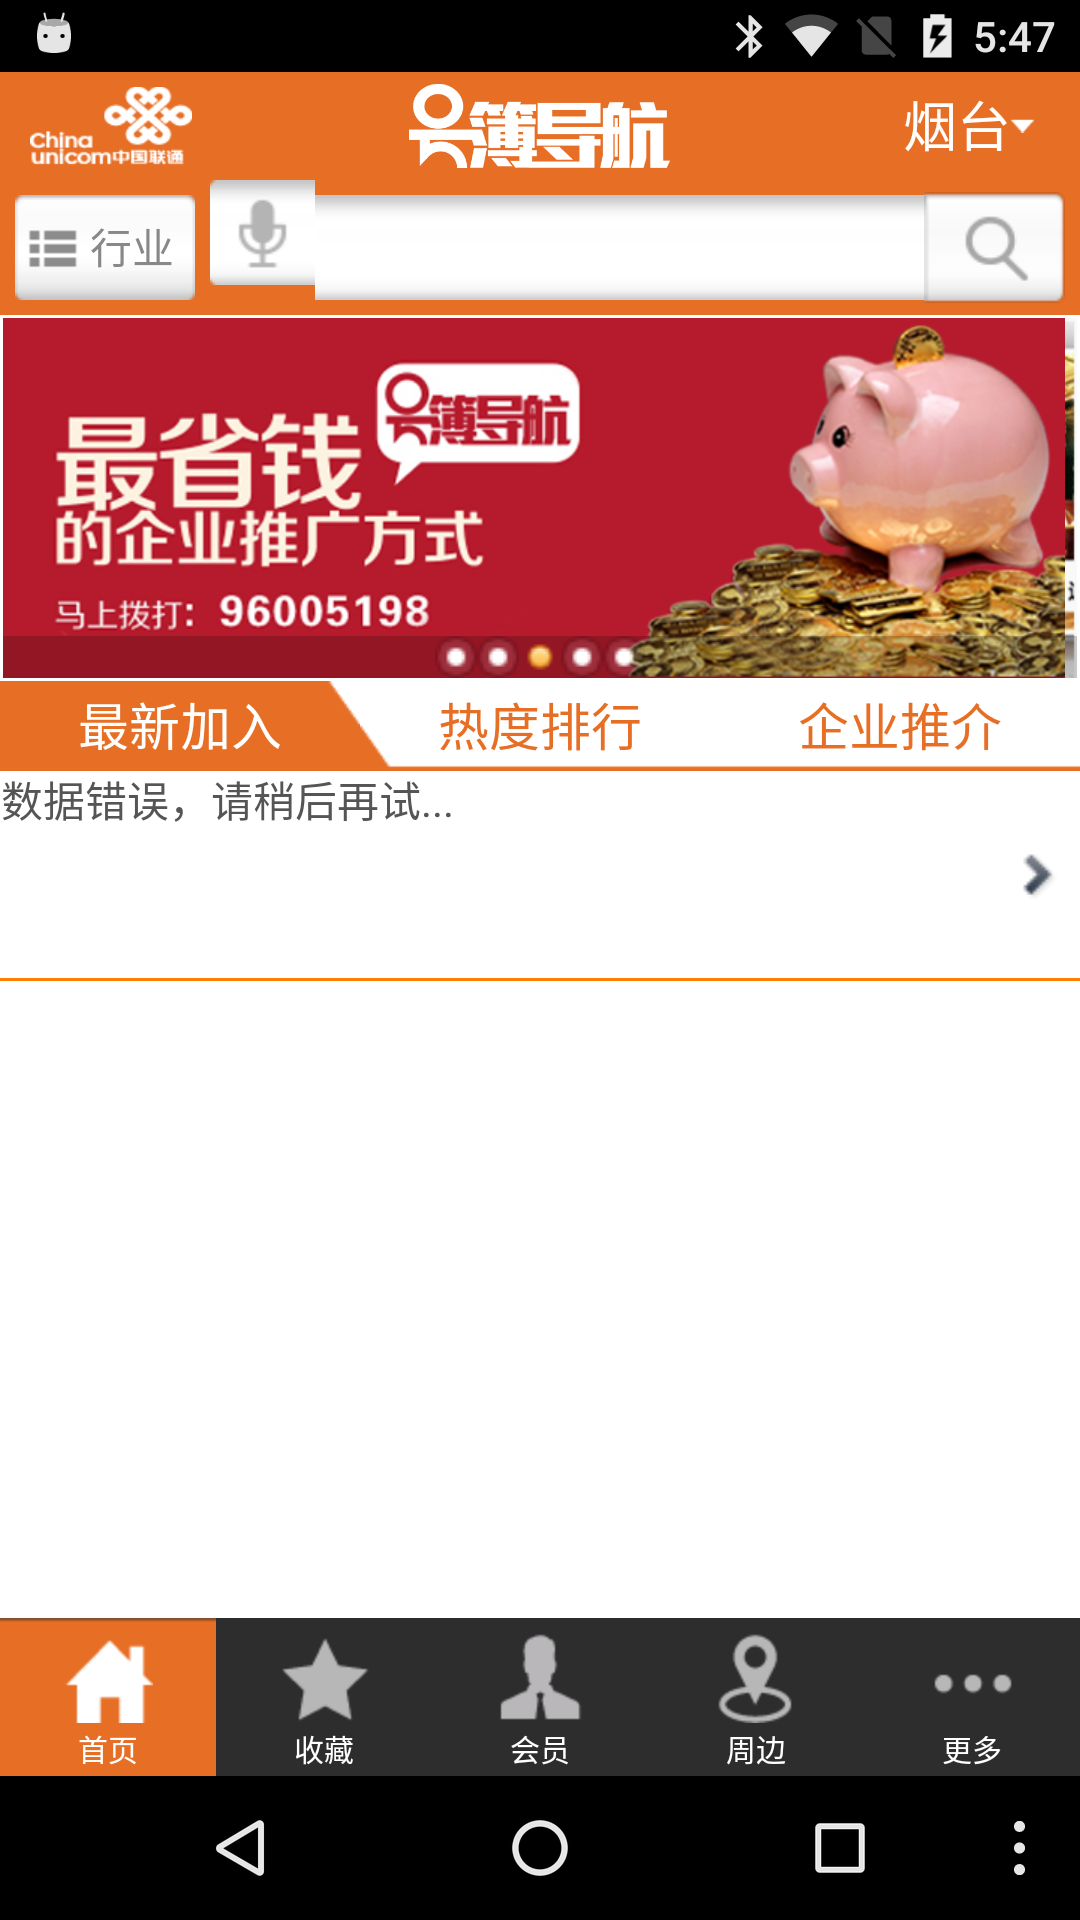 5:47
China
unicom中国联通
号簿导航
烟台
行业
号簿导航
最省钱
的企业推广方式
马上拨打：96005198
最新加入
热度排行
企业推介
数据错误，请稍后再试...
首页
收藏
会员
周边
更多